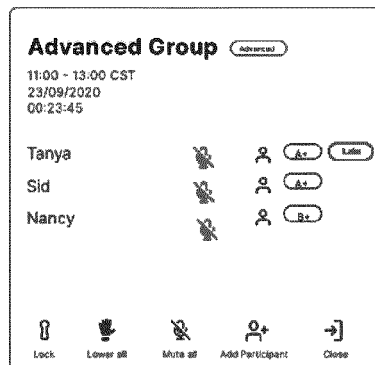 Advanced Group Advanced
11:00 - 13:00 CST
23/09/2020
00:23:45
Tanya A+ Late
Sid A+
Nancy B+
Lock Lower all Mute all Add Participant Close